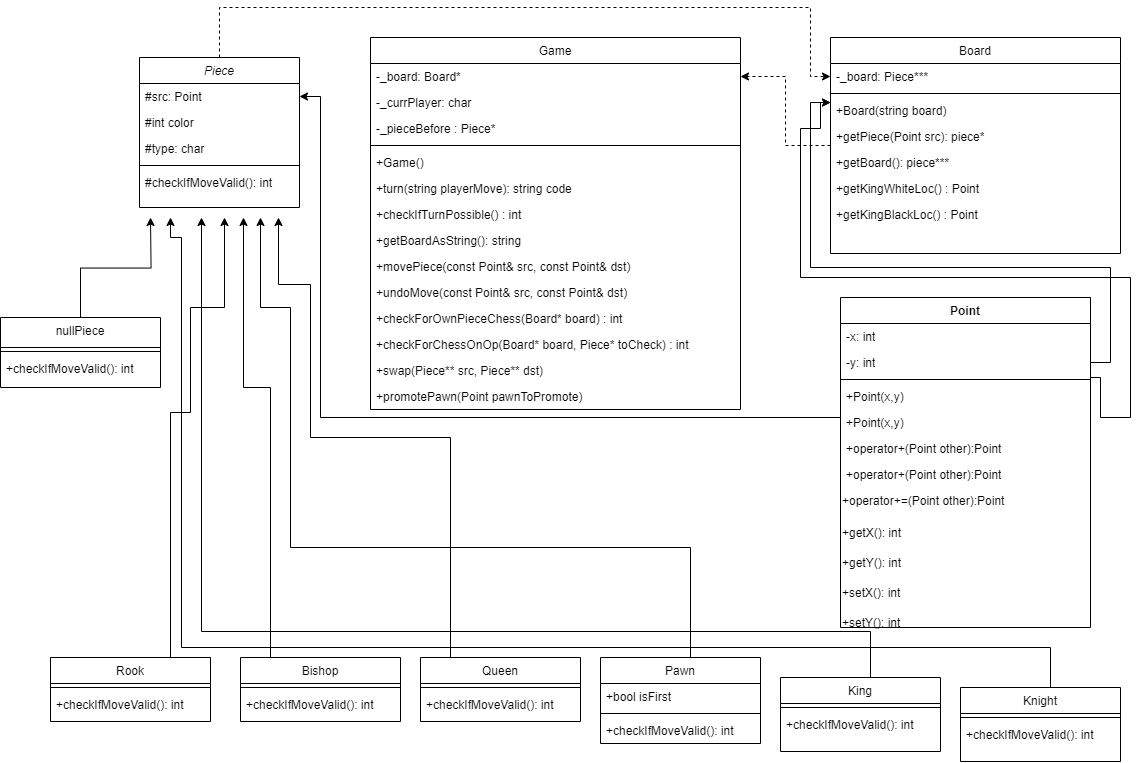 Piece
#src: Point
#int color
#type: char
#checkIfMoveValid(): int
Game
-_board: Board*
-_currPlayer: char
-_pieceBefore : Piece*
+Game()
+turn(string playerMove): string code
+checkIfTurnPossible() : int
+getBoardAsString(): string
+movePiece(const Point& src, const Point& dst)
+undoMove(const Point& src, const Point& dst)
+checkForOwnPieceChess(Board* board) : int
+checkForChessOnOp(Board* board, Piece* toCheck) : int
+swap(Piece** src, Piece** dst)
+promotePawn(Point pawnToPromote)
Board
-_board: Piece***
+Board(string board)
+getPiece(Point src): piece*
+getBoard(): piece***
+getKingWhiteLoc() : Point
+getKingBlackLoc() : Point
Point
-x: int
-y: int
+Point(x,y)
+Point(x,y)
+operator+(Point other):Point
+operator+(Point other):Point
+operator+=(Point other):Point
+getX(): int
+getY(): int
+setX(): int
+setY(): int
nullPiece
+checkIfMoveValid(): int
Rook
+checkIfMoveValid(): int
Bishop
+checkIfMoveValid(): int
Queen
+checkIfMoveValid(): int
Pawn
+bool isFirst
+checkIfMoveValid(): int
King
+checkIfMoveValid(): int
Knight
+checkIfMoveValid(): int